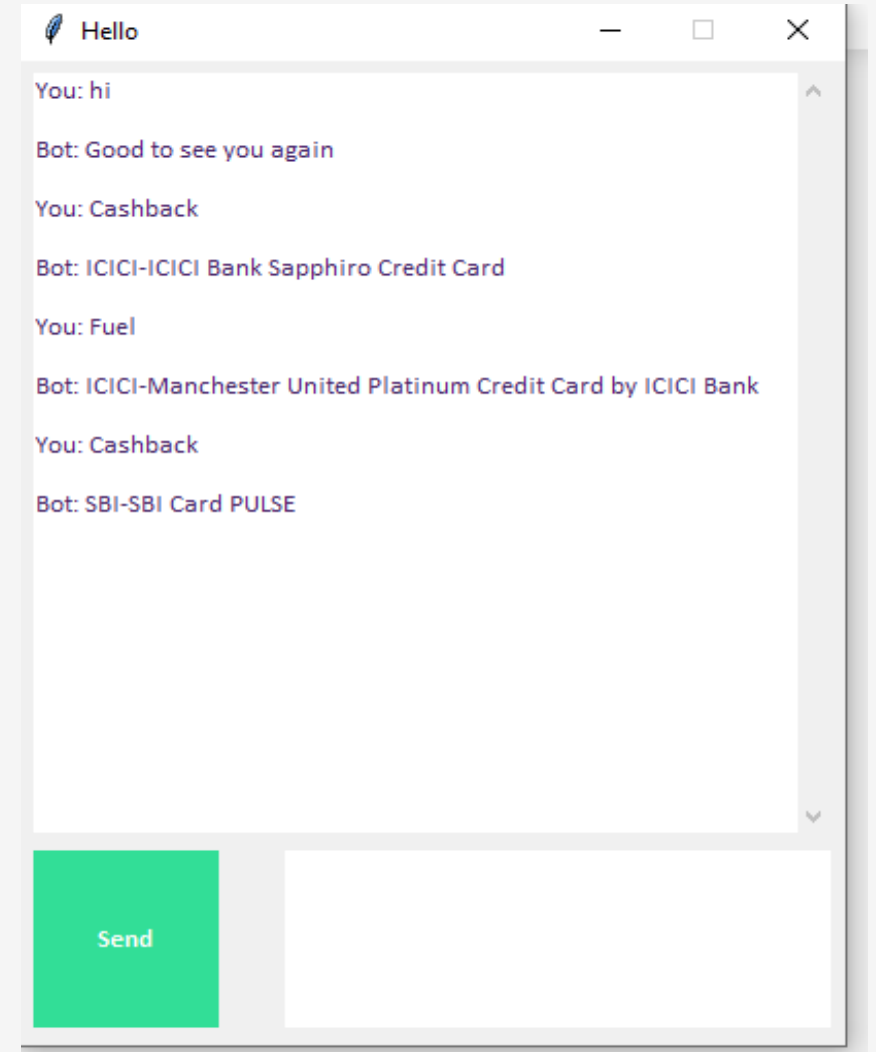 Hello
You: hi
Bot: Good to see you again
You: Cashback
Bot: ICICI-ICICI Bank Sapphiro Credit Card
You: Fuel
Bot: ICICI-Manchester United Platinum Credit Card by ICICI Bank
You: Cashback
Bot: SBI-SBI Card PULSE
Send